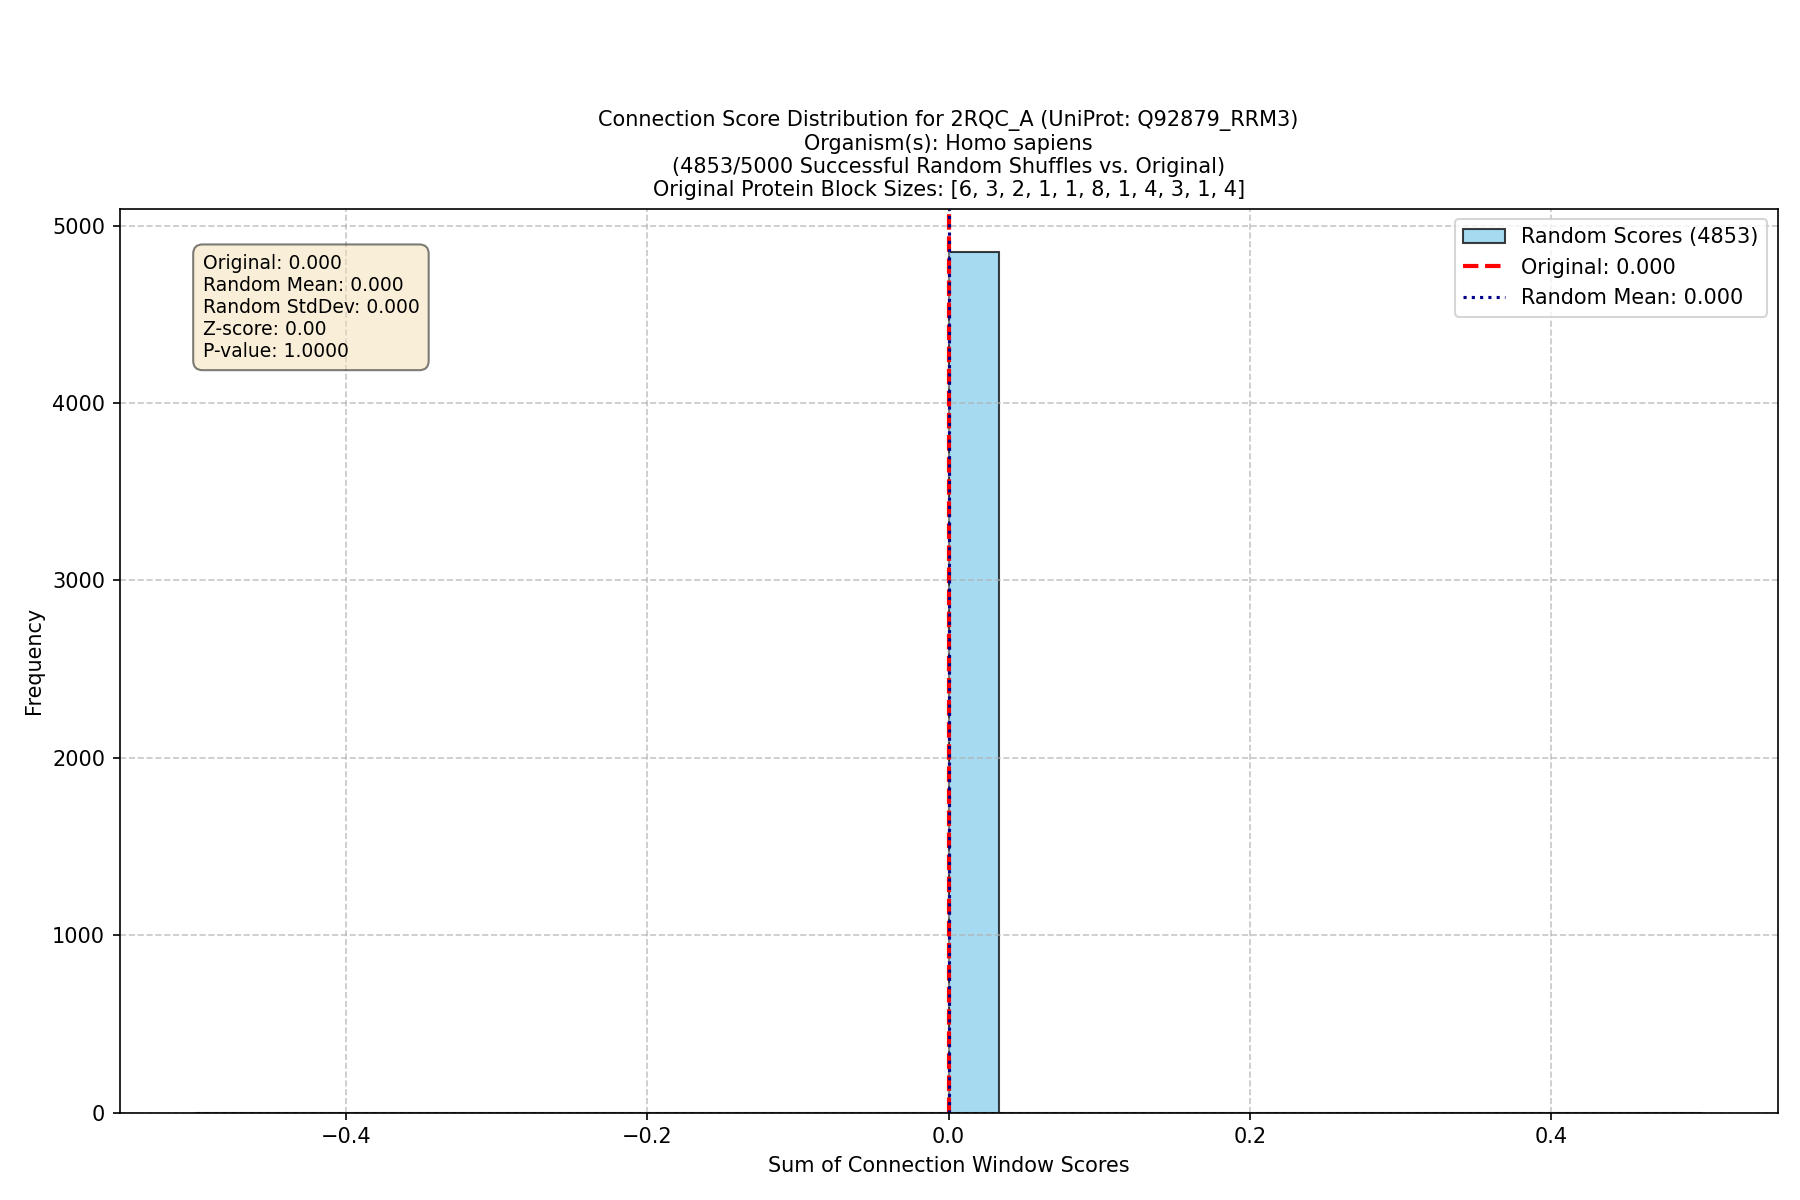 Connection Score Distribution for 2RQC_A (UniProt: Q92879_RRM3)
Organism(s): Homo sapiens
(4853/5000 Successful Random Shuffles vs. Original)
Original Protein Block Sizes: [6, 3, 2, 1, 1, 8, 1, 4, 3, 1, 4]
Original: 0.000
Random Mean: 0.000
Random StdDev: 0.000
Z-score: 0.00
P-value: 1.0000
Random Scores (4853)
Original: 0.000
Random Mean: 0.000
5000
4000
3000
2000
1000
0
Frequency
−0.4
−0.2
0.0
0.2
0.4
Sum of Connection Window Scores